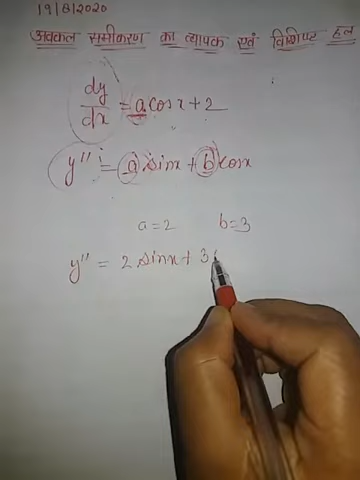 19/8/2020
अवकल समीकरण का व्यापक एवं विशिष्ट हल
dy/dx = a cos x + 2
y'' = a sin x + b cos x
a = 2 b = 3
y'' = 2 sin x + 3